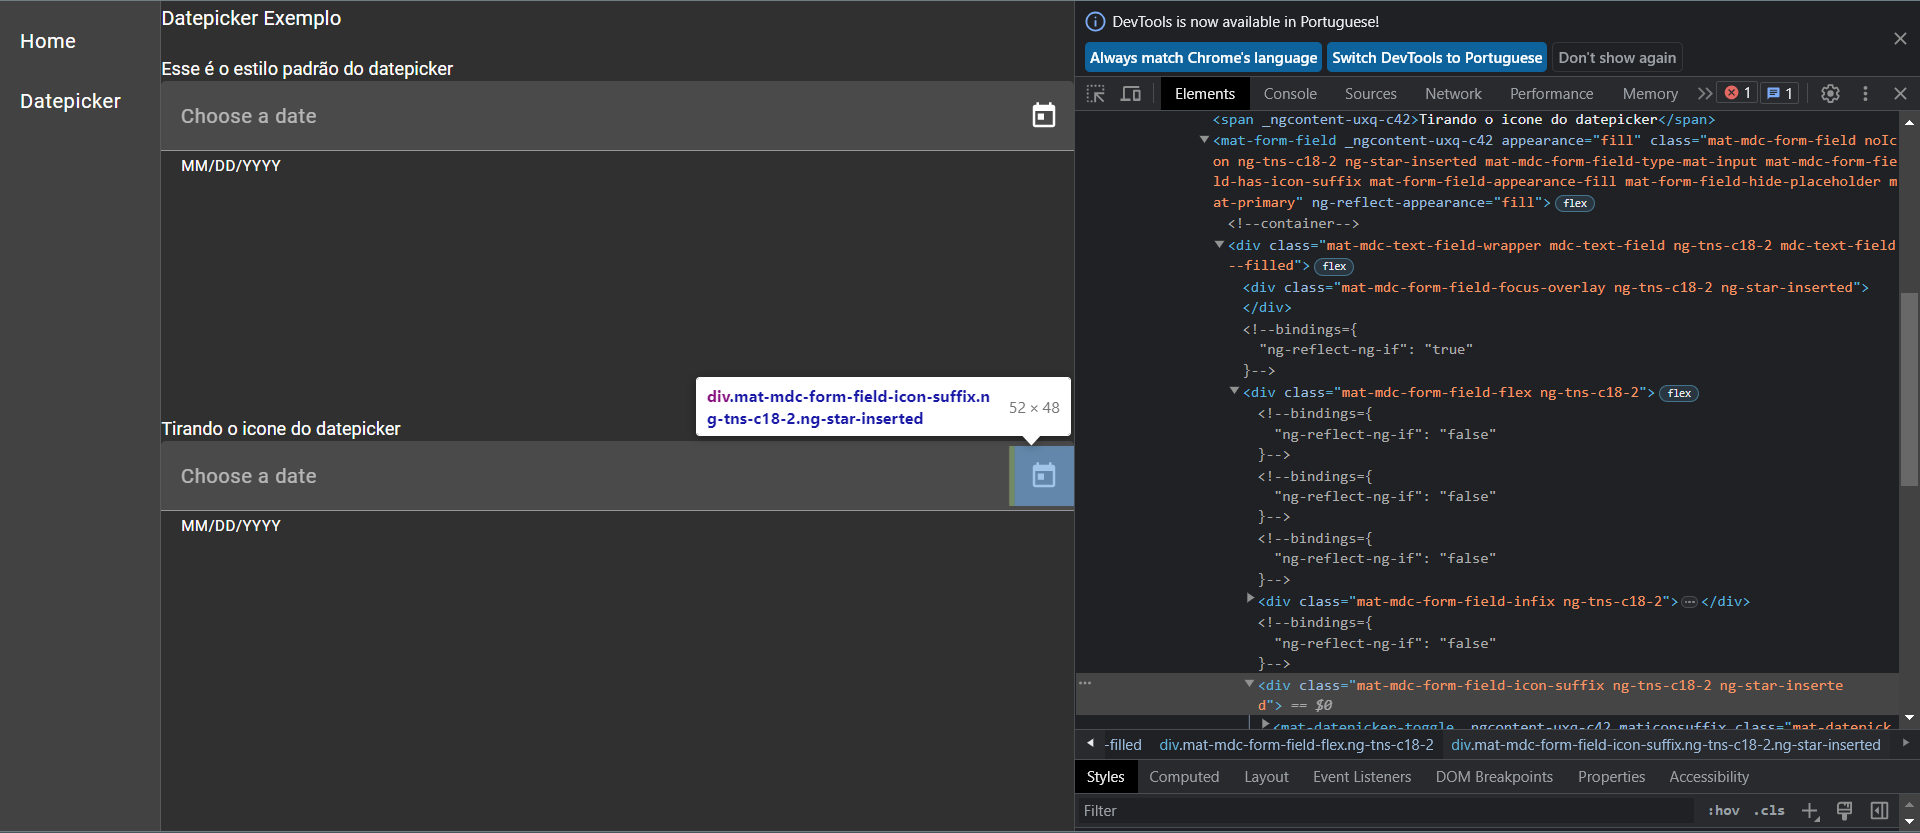 Home
Datepicker
Datepicker Exemplo
Esse é o estilo padrão do datepicker
Choose a date
MM/DD/YYYY
div.mat-mdc-form-field-icon-suffix.n
g-tns-c18-2.ng-star-inserted
52 × 48
Tirando o icone do datepicker
Choose a date
MM/DD/YYYY
DevTools is now available in Portuguese!
Always match Chrome's language Switch DevTools to Portuguese Don't show again
Elements Console Sources Network Performance Memory 1 1
<span _ngcontent-uxq-c42>Tirando o icone do datepicker</span>
<mat-form-field _ngcontent-uxq-c42 appearance="fill" class="mat-mdc-form-field noIc
on ng-tns-c18-2 ng-star-inserted mat-mdc-form-field-type-mat-input mat-mdc-form-fie
ld-has-icon-suffix mat-form-field-appearance-fill mat-form-field-hide-placeholder m
at-primary" ng-reflect-appearance="fill"> flex
<!--container-->
<div class="mat-mdc-text-field-wrapper mdc-text-field ng-tns-c18-2 mdc-text-field
--filled"> flex
<div class="mat-mdc-form-field-focus-overlay ng-tns-c18-2 ng-star-inserted">
</div>
<!--bindings={
"ng-reflect-ng-if": "true"
}-->
<div class="mat-mdc-form-field-flex ng-tns-c18-2"> flex
<!--bindings={
"ng-reflect-ng-if": "false"
}-->
<!--bindings={
"ng-reflect-ng-if": "false"
}-->
<!--bindings={
"ng-reflect-ng-if": "false"
}-->
<div class="mat-mdc-form-field-infix ng-tns-c18-2"> … </div>
<!--bindings={
"ng-reflect-ng-if": "false"
}-->
<div class="mat-mdc-form-field-icon-suffix ng-tns-c18-2 ng-star-inserte
d"> == $0
<mat-datepicker-toggle _ngcontent-uxq-c42 maticonsuffix class="mat-datepick
-filled div.mat-mdc-form-field-flex.ng-tns-c18-2 div.mat-mdc-form-field-icon-suffix.ng-tns-c18-2.ng-star-inserted
Styles Computed Layout Event Listeners DOM Breakpoints Properties Accessibility
Filter :hov .cls